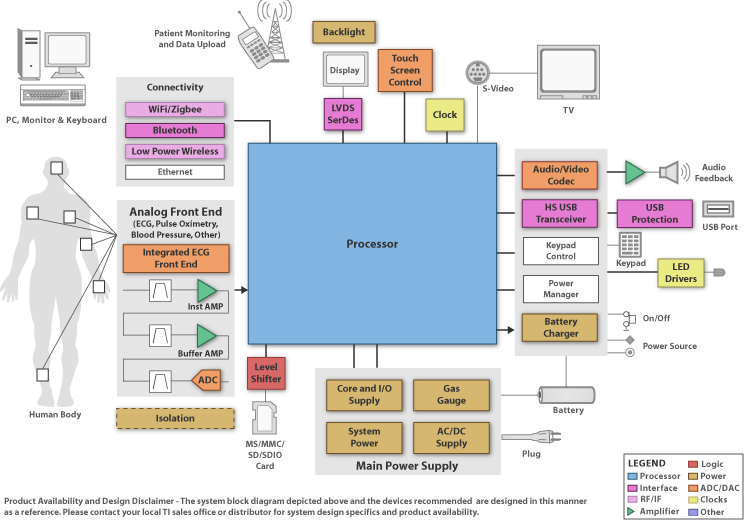 Patient Monitoring
and Data Upload
Backlight
Display
Touch
Screen
Control
S-Video
TV
PC, Monitor & Keyboard
Connectivity
WiFi/Zigbee
Bluetooth
Low Power Wireless
Ethernet
LVDS
SerDes
Clock
Processor
Analog Front End
(ECG, Pulse Oximetry,
Blood Pressure, Other)
Integrated ECG
Front End
Inst AMP
Buffer AMP
ADC
Isolation
Human Body
Audio/Video
Codec
Audio
Feedback
HS USB
Transceiver
USB
Protection
USB Port
Keypad
Control
Keypad
Power
Manager
LED
Drivers
Battery
Charger
On/Off
Power Source
Level
Shifter
MS/MMC/
SD/SDIO
Card
Core and I/O
Supply
Gas
Gauge
System
Power
AC/DC
Supply
Main Power Supply
Battery
Plug
LEGEND
Processor
Interface
RF/IF
Amplifier
Logic
Power
ADC/DAC
Clocks
Other
Product Availability and Design Disclaimer - The system block diagram depicted above and the devices recommended are designed in this manner
as a reference. Please contact your local TI sales office or distributor for system design specifics and product availability.